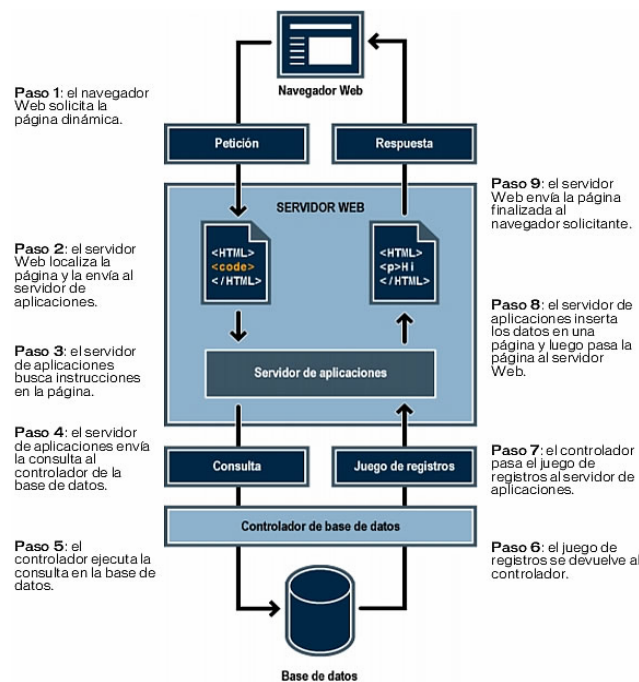 Navegador Web
Paso 1: el navegador
Web solicita la
página dinámica.
Petición
Respuesta
Paso 9: el servidor
Web envía la página
finalizada al
navegador solicitante.
SERVIDOR WEB
Paso 2: el servidor
Web localiza la
página y la envía al
servidor de
aplicaciones.
<HTML>
<code>
</HTML>
<HTML>
<p>Hi
</HTML>
Paso 8: el servidor de
aplicaciones inserta
los datos en una
página y luego pasa la
página al servidor
Web.
Paso 3: el servidor
de aplicaciones
busca instrucciones
en la página.
Servidor de aplicaciones
Paso 4: el servidor
de aplicaciones envía
la consulta al
controlador de la
base de datos.
Consulta
Juego de registros
Paso 7: el controlador
pasa el juego de
registros al servidor de
aplicaciones.
Controlador de base de datos
Paso 5: el
controlador ejecuta la
consulta en la base de
datos.
Paso 6: el juego de
registros se devuelve al
controlador.
Base de datos